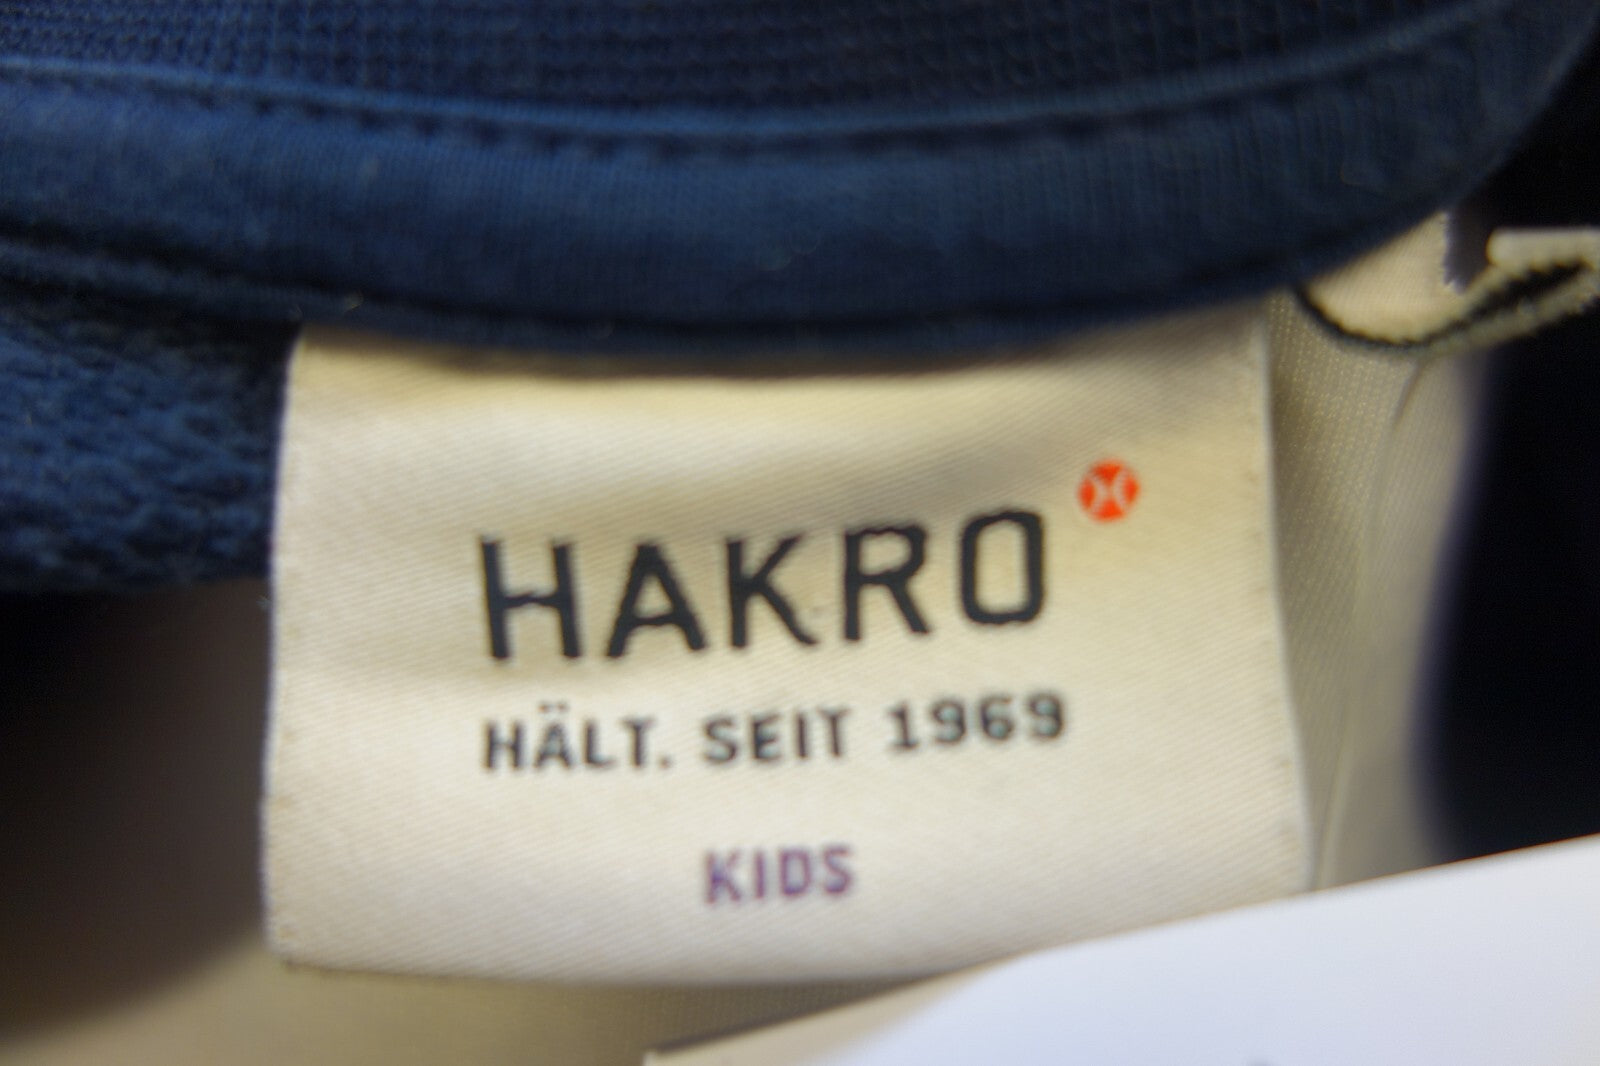 HAKRO
HÄLT. SEIT 1969
KIDS